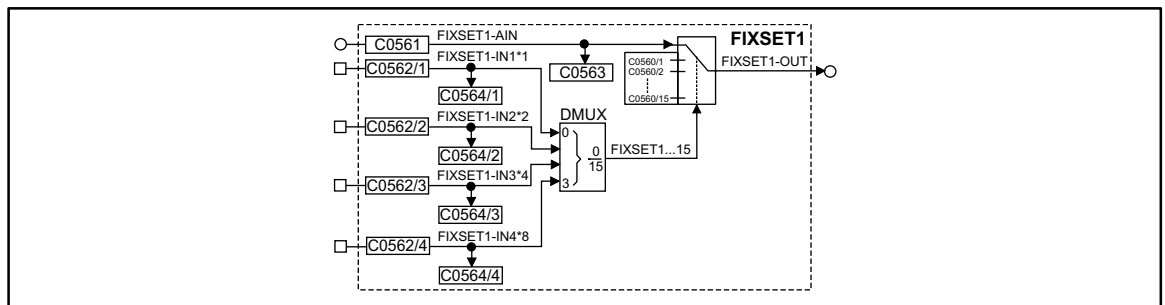 FIXSET1
C0561
FIXSET1-AIN
C0563
C0560/1
C0560/2
C0560/15
FIXSET1-OUT
C0562/1
FIXSET1-IN1*1
C0564/1
C0562/2
FIXSET1-IN2*2
C0564/2
DMUX
0
3
0
15
FIXSET1...15
C0562/3
FIXSET1-IN3*4
C0564/3
C0562/4
FIXSET1-IN4*8
C0564/4